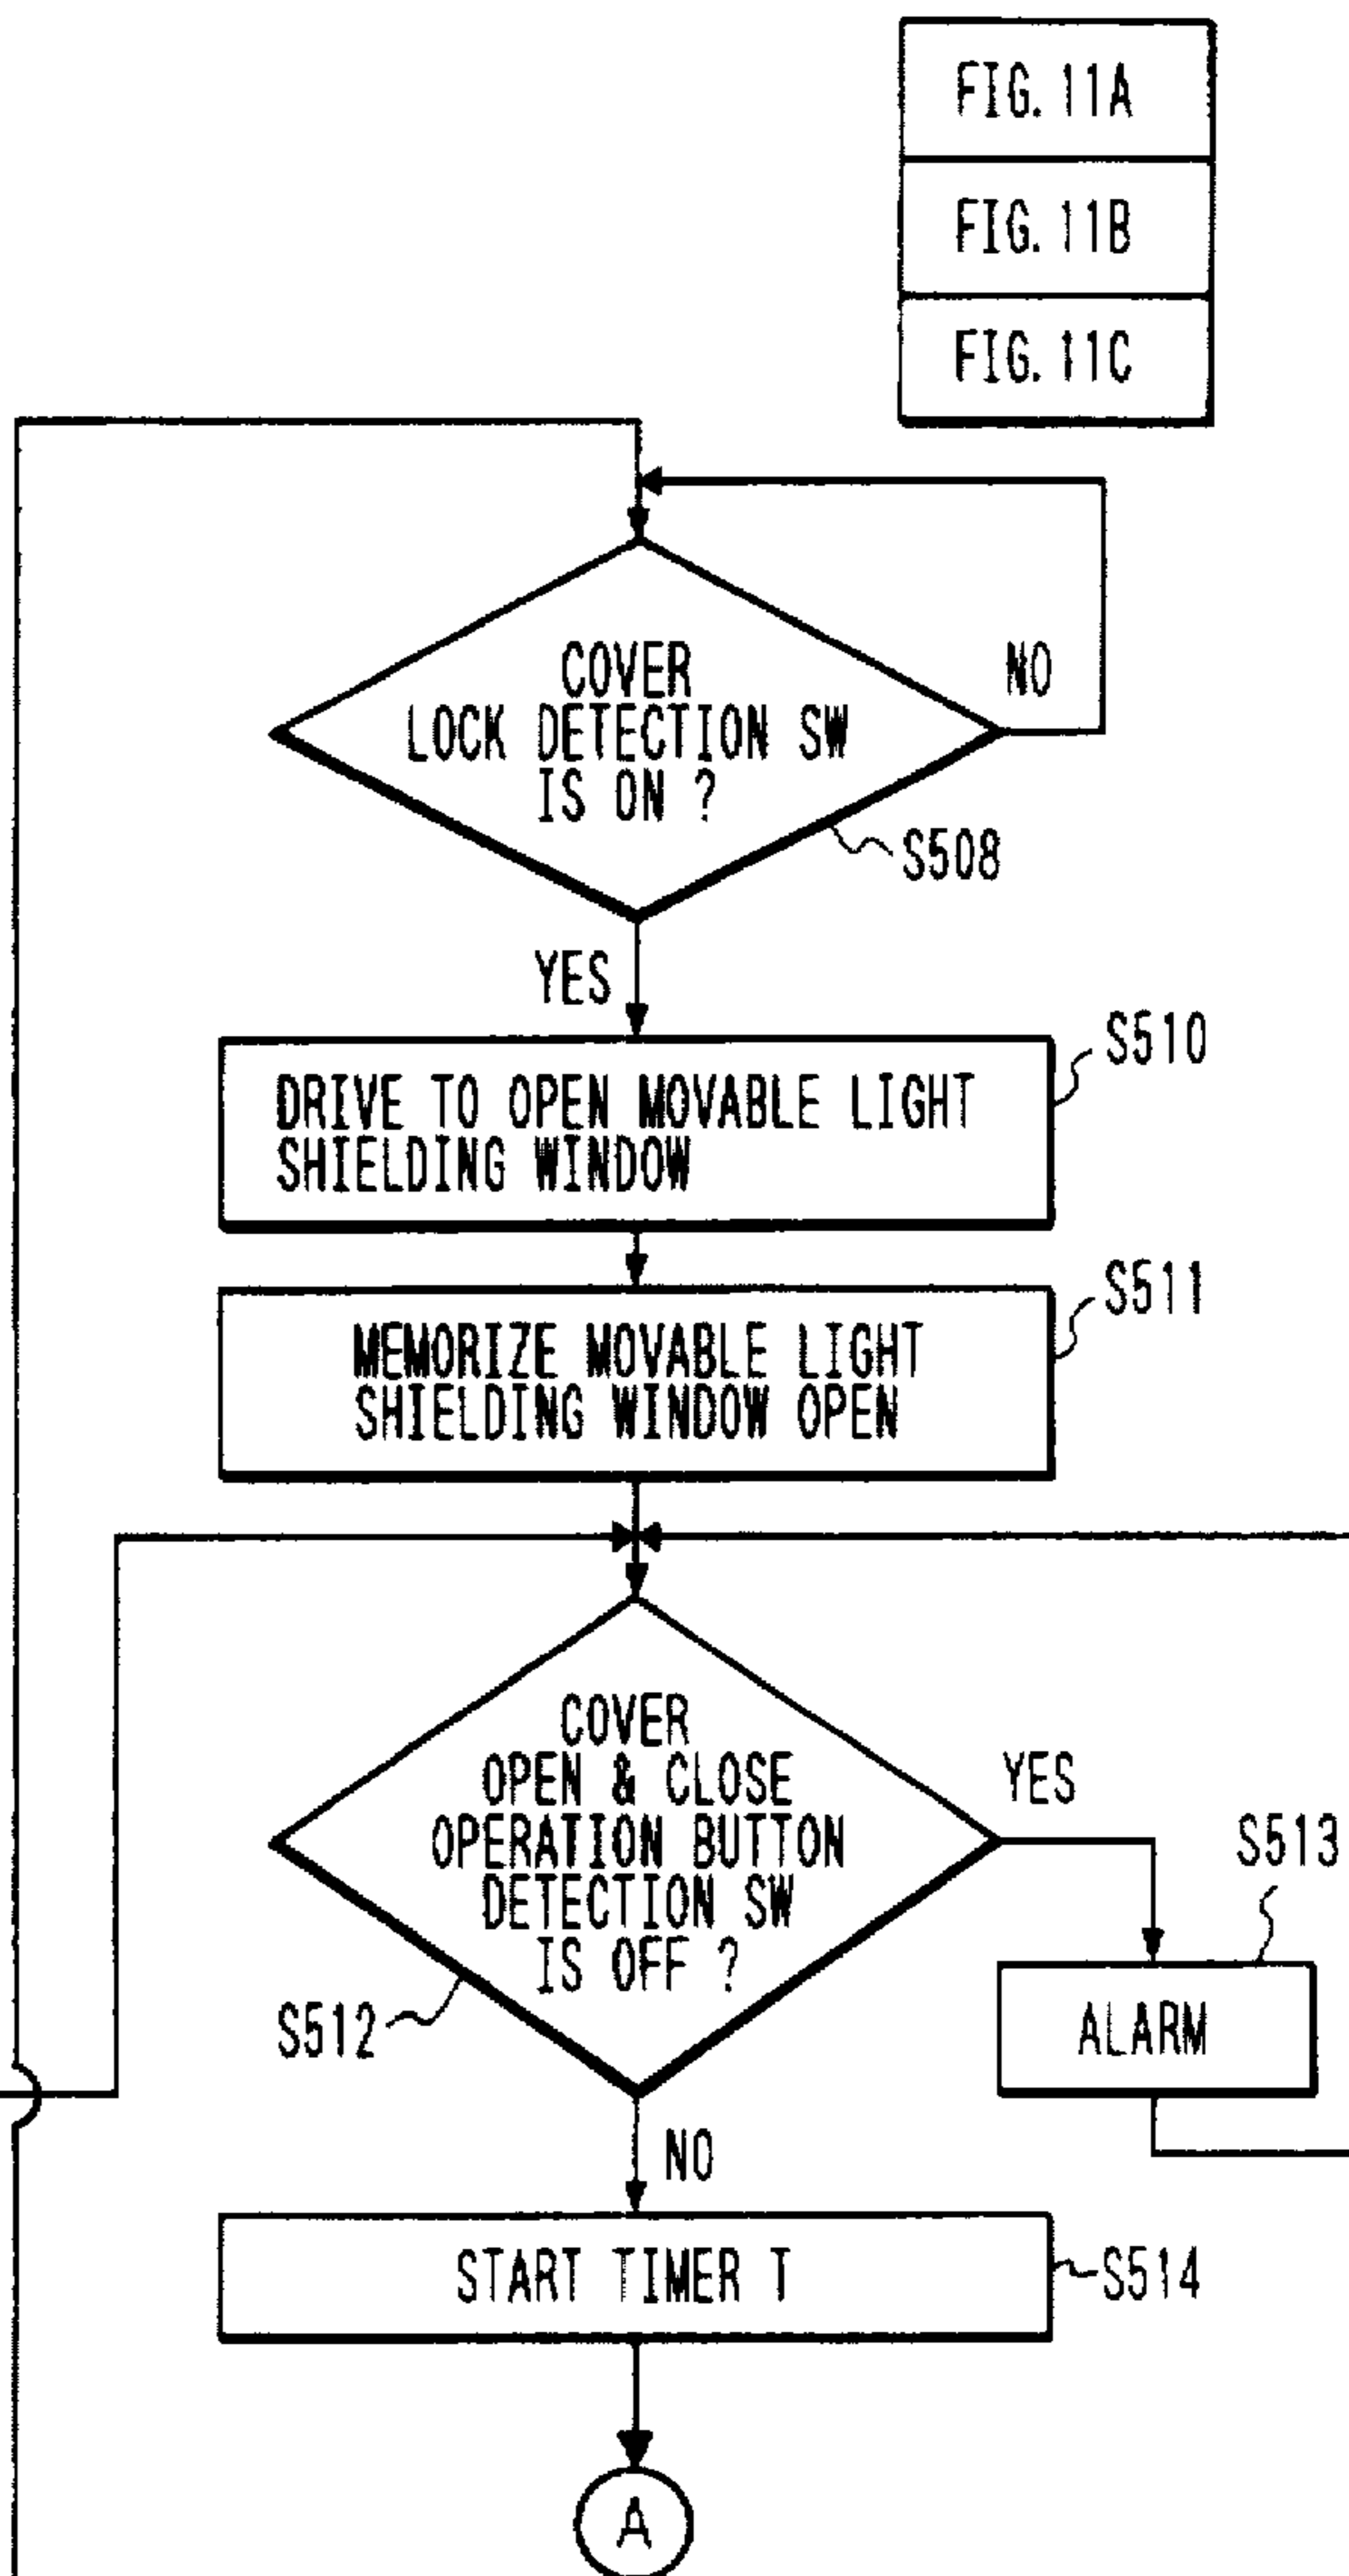 FIG. 11A
FIG. 11B
FIG. 11C
COVER
LOCK DETECTION SW
IS ON ?
NO
S508
YES
S510
DRIVE TO OPEN MOVABLE LIGHT
SHIELDING WINDOW
S511
MEMORIZE MOVABLE LIGHT
SHIELDING WINDOW OPEN
COVER
OPEN & CLOSE
OPERATION BUTTON
DETECTION SW
IS OFF ?
YES
S513
S512
ALARM
NO
START TIMER T
S514
A